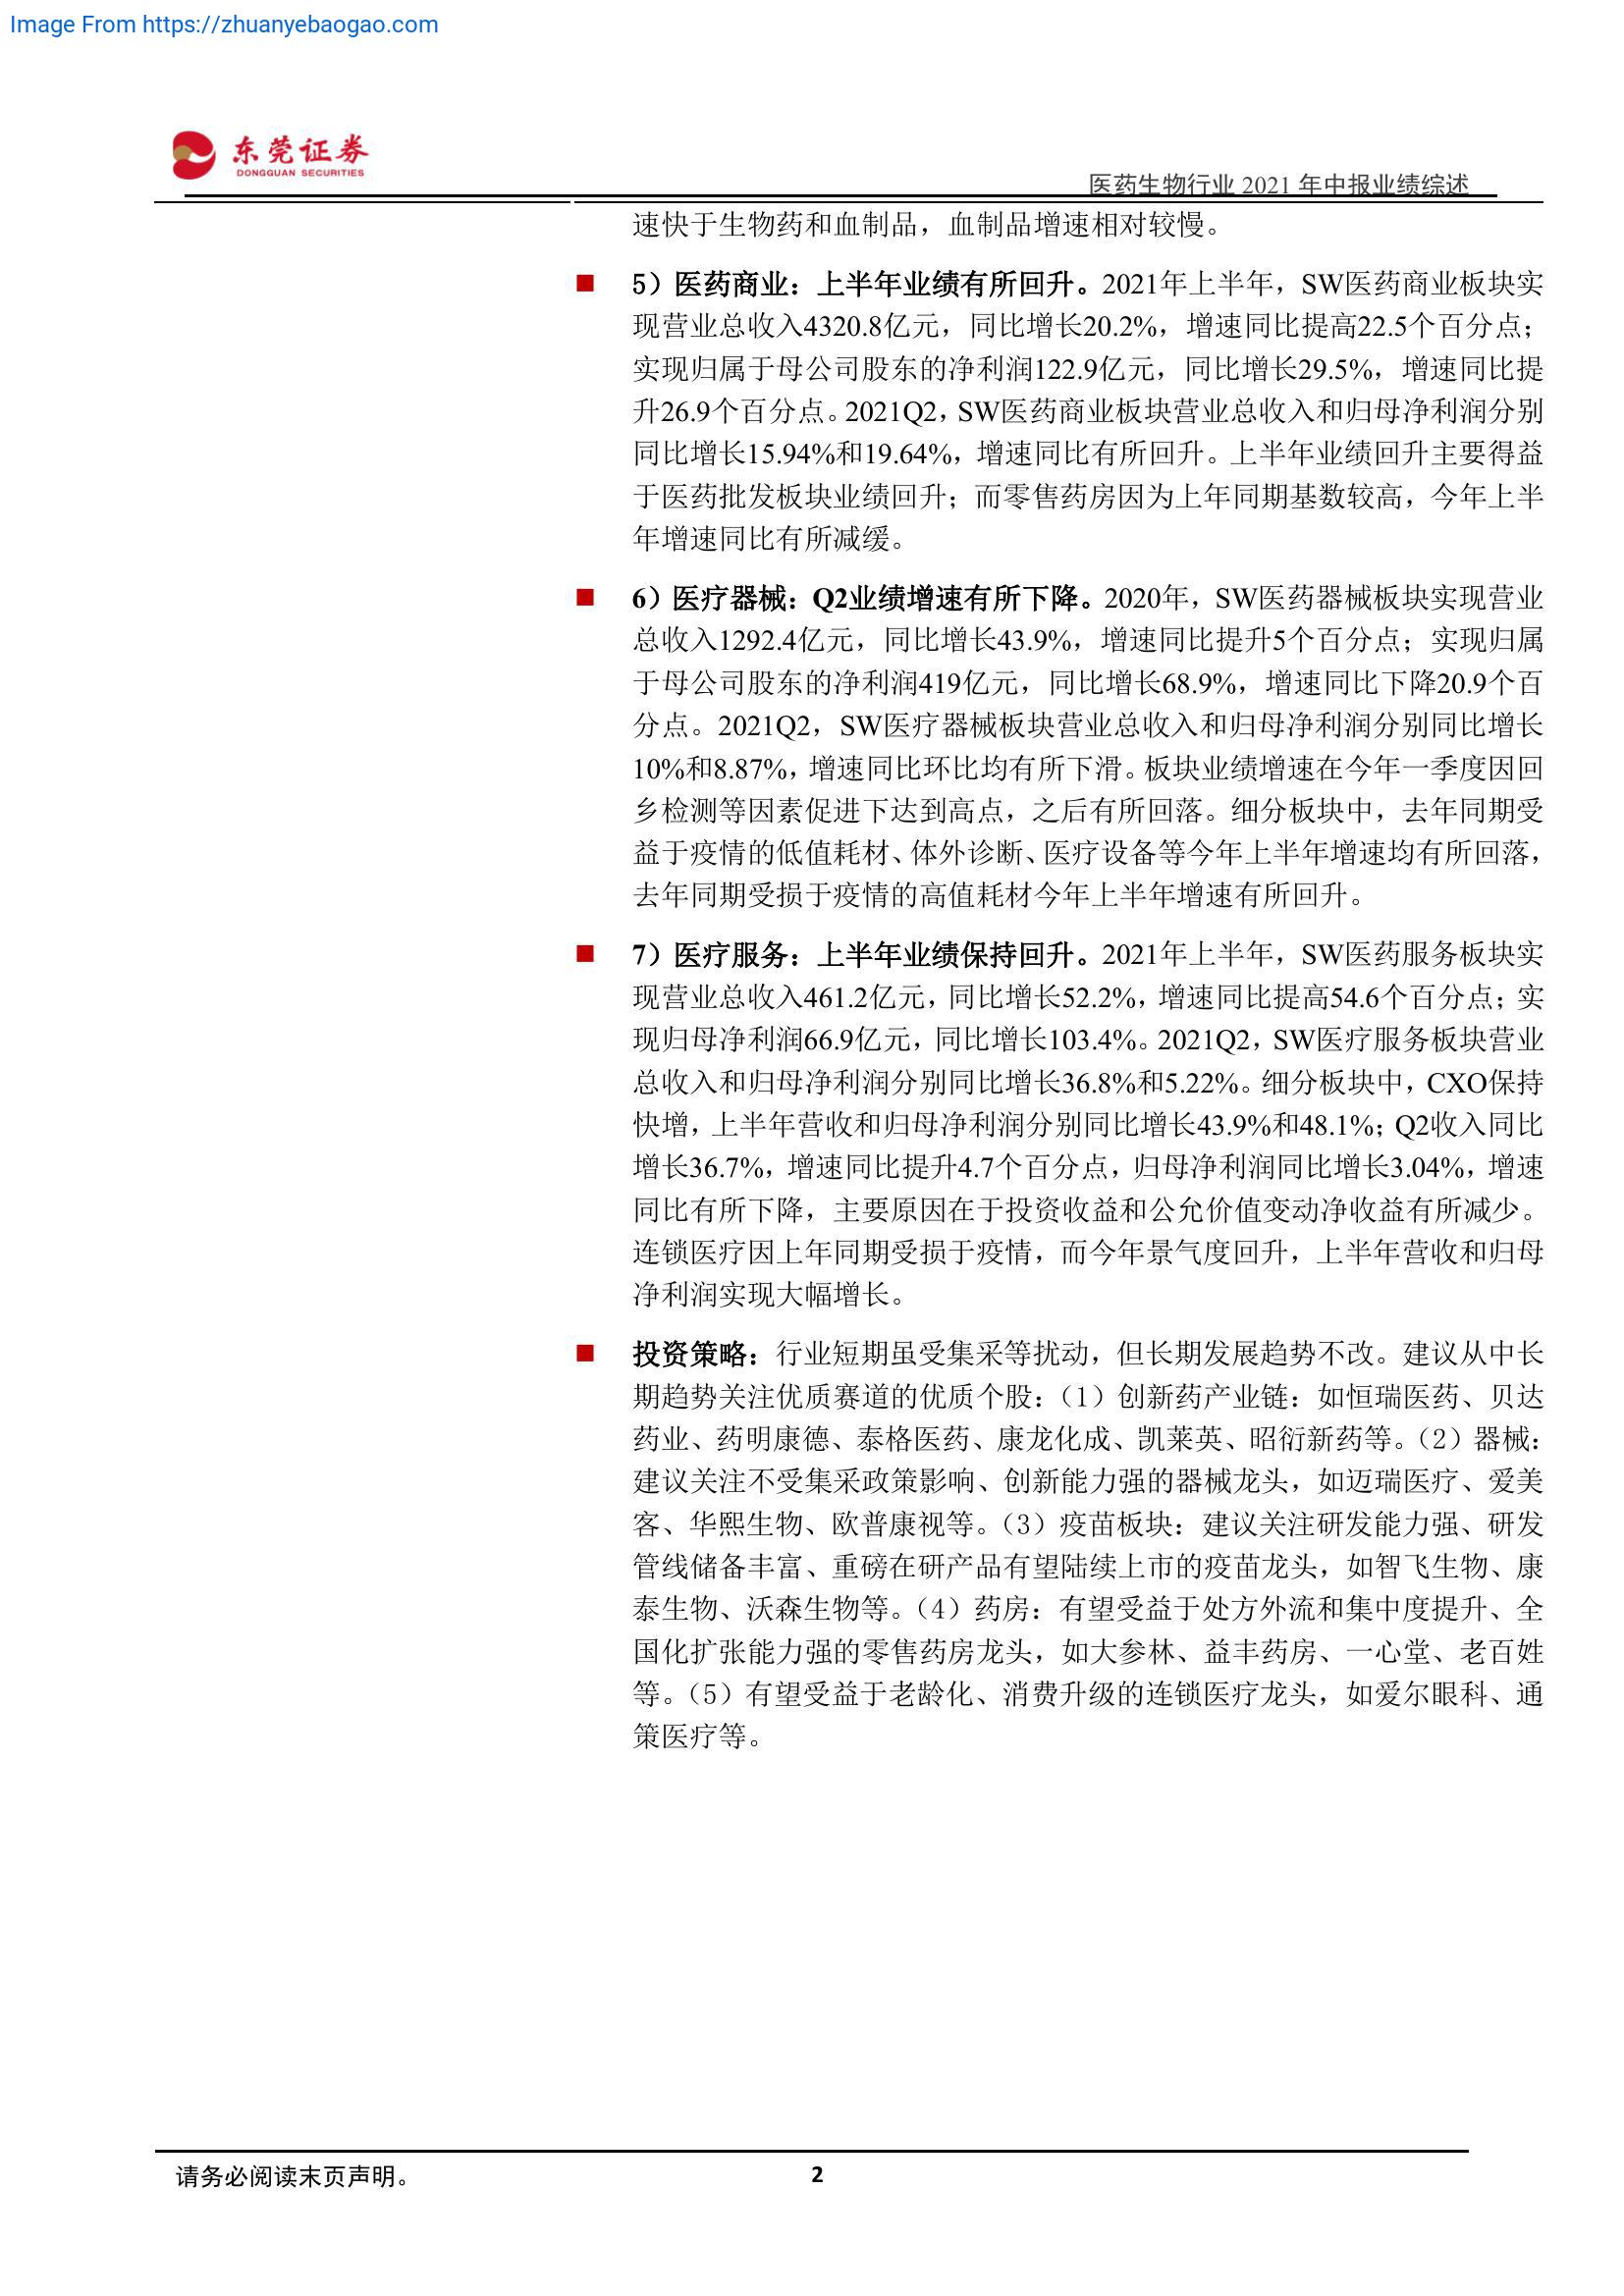 Image From https://zhuanyebaogao.com
东莞证券
DONGGUAN SECURITIES
医药生物行业 2021 年中报业绩综述
速快于生物药和血制品，血制品增速相对较慢。
5）医药商业：上半年业绩有所回升。2021年上半年，SW医药商业板块实
现营业总收入4320.8亿元，同比增长20.2%，增速同比提高22.5个百分点；
实现归属于母公司股东的净利润122.9亿元，同比增长29.5%，增速同比提
升26.9个百分点。2021Q2，SW医药商业板块营业总收入和归母净利润分别
同比增长15.94%和19.64%，增速同比有所回升。上半年业绩回升主要得益
于医药批发板块业绩回升；而零售药房因为上年同期基数较高，今年上半
年增速同比有所减缓。
6）医疗器械：Q2业绩增速有所下降。2020年，SW医药器械板块实现营业
总收入1292.4亿元，同比增长43.9%，增速同比提升5个百分点；实现归属
于母公司股东的净利润419亿元，同比增长68.9%，增速同比下降20.9个百
分点。2021Q2，SW医疗器械板块营业总收入和归母净利润分别同比增长
10%和8.87%，增速同比环比均有所下滑。板块业绩增速在今年一季度因回
乡检测等因素促进下达到高点，之后有所回落。细分板块中，去年同期受
益于疫情的低值耗材、体外诊断、医疗设备等今年上半年增速均有所回落，
去年同期受损于疫情的高值耗材今年上半年增速有所回升。
7）医疗服务：上半年业绩保持回升。2021年上半年，SW医药服务板块实
现营业总收入461.2亿元，同比增长52.2%，增速同比提高54.6个百分点；实
现归母净利润66.9亿元，同比增长103.4%。2021Q2，SW医疗服务板块营业
总收入和归母净利润分别同比增长36.8%和5.22%。细分板块中，CXO保持
快增，上半年营收和归母净利润分别同比增长43.9%和48.1%；Q2收入同比
增长36.7%，增速同比提升4.7个百分点，归母净利润同比增长3.04%，增速
同比有所下降，主要原因在于投资收益和公允价值变动净收益有所减少。
连锁医疗因上年同期受损于疫情，而今年景气度回升，上半年营收和归母
净利润实现大幅增长。
投资策略：行业短期虽受集采等扰动，但长期发展趋势不改。建议从中长
期趋势关注优质赛道的优质个股：（1）创新药产业链：如恒瑞医药、贝达
药业、药明康德、泰格医药、康龙化成、凯莱英、昭衍新药等。（2）器械：
建议关注不受集采政策影响、创新能力强的器械龙头，如迈瑞医疗、爱美
客、华熙生物、欧普康视等。（3）疫苗板块：建议关注研发能力强、研发
管线储备丰富、重磅在研产品有望陆续上市的疫苗龙头，如智飞生物、康
泰生物、沃森生物等。（4）药房：有望受益于处方外流和集中度提升、全
国化扩张能力强的零售药房龙头，如大参林、益丰药房、一心堂、老百姓
等。（5）有望受益于老龄化、消费升级的连锁医疗龙头，如爱尔眼科、通
策医疗等。
请务必阅读末页声明。
2